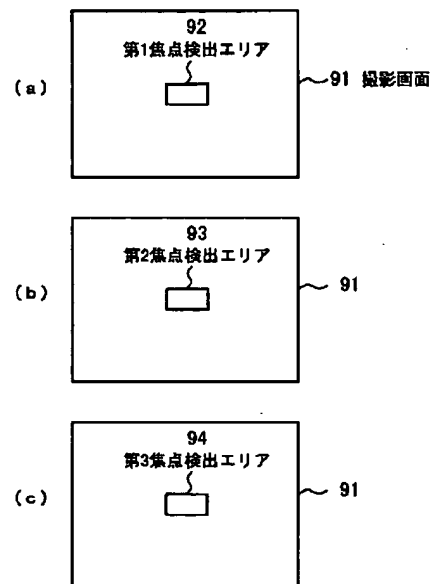 92
第1焦点検出エリア
(a)
91 撮影画面
93
第2焦点検出エリア
(b)
91
94
第3焦点検出エリア
(c)
91